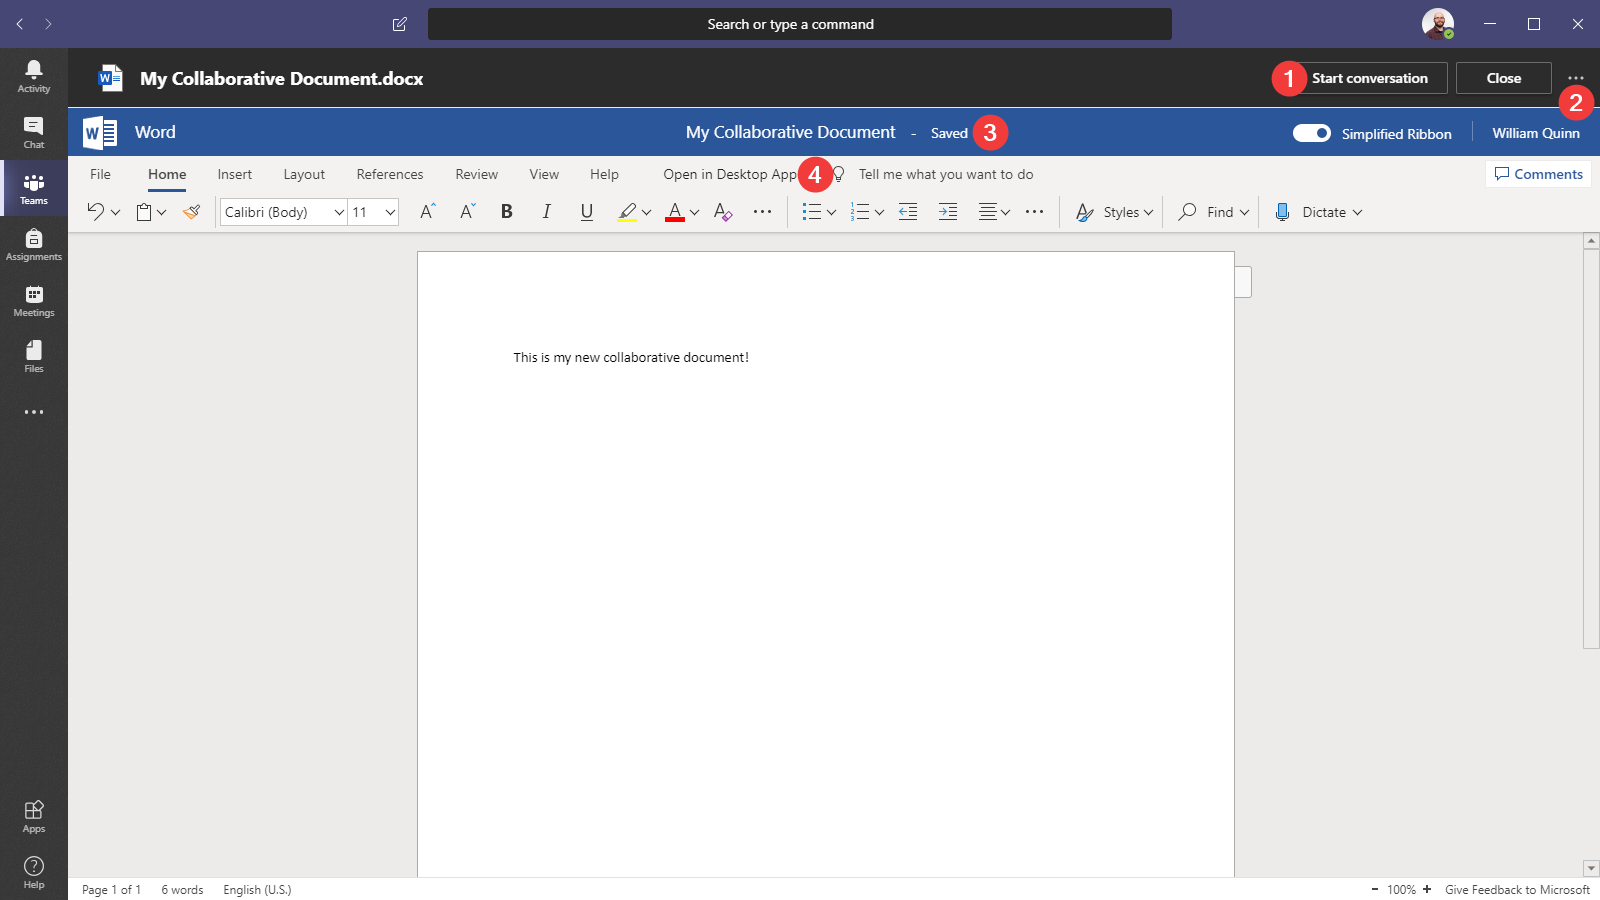 Search or type a command
Activity
Chat
Teams
Assignments
Meetings
Files
Apps
Help
My Collaborative Document.docx
1 Start conversation
Close
2
Word
My Collaborative Document - Saved 3
Simplified Ribbon
William Quinn
File Home Insert Layout References Review View Help Open in Desktop App 4 Tell me what you want to do
Comments
Calibri (Body) 11 A A B I U A A Styles Find Dictate
This is my new collaborative document!
Page 1 of 1 6 words English (U.S.)
- 100% + Give Feedback to Microsoft